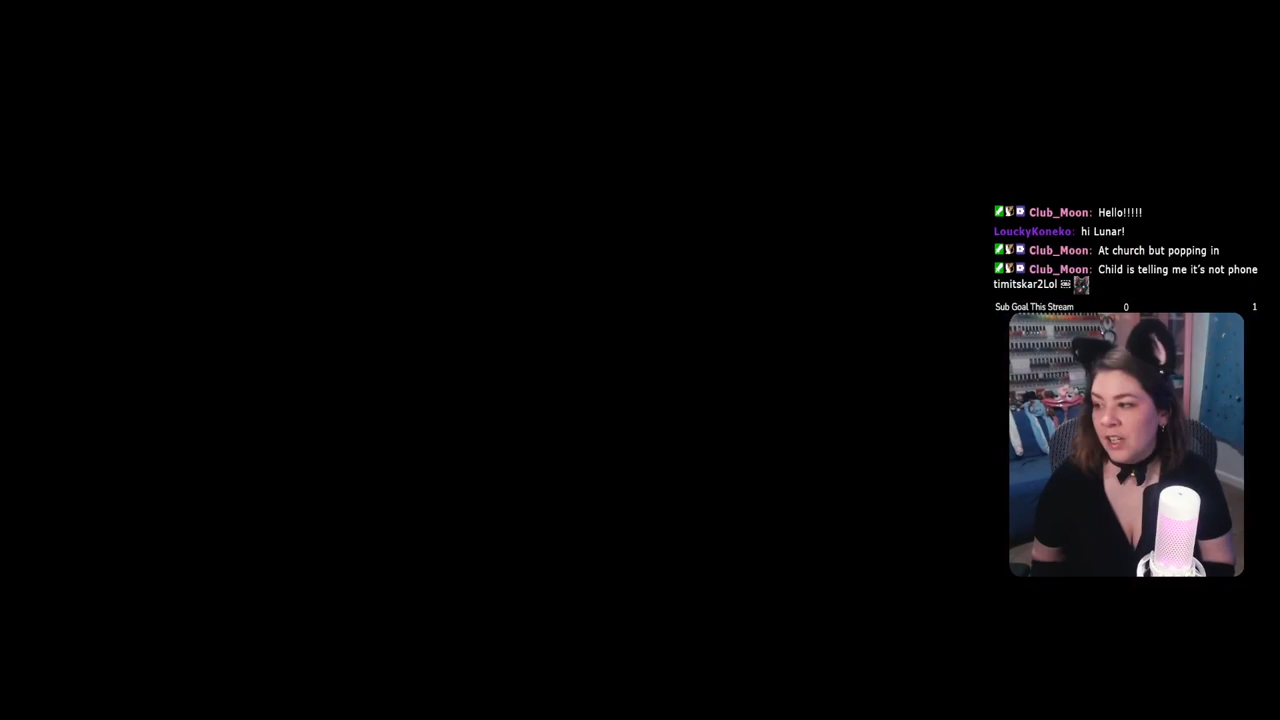 Club_Moon: Hello!!!!!
LouckyKoneko: hi Lunar!
Club_Moon: At church but popping in
Club_Moon: Child is telling me it’s not phone
timitskar2Lol
Sub Goal This Stream 0 1